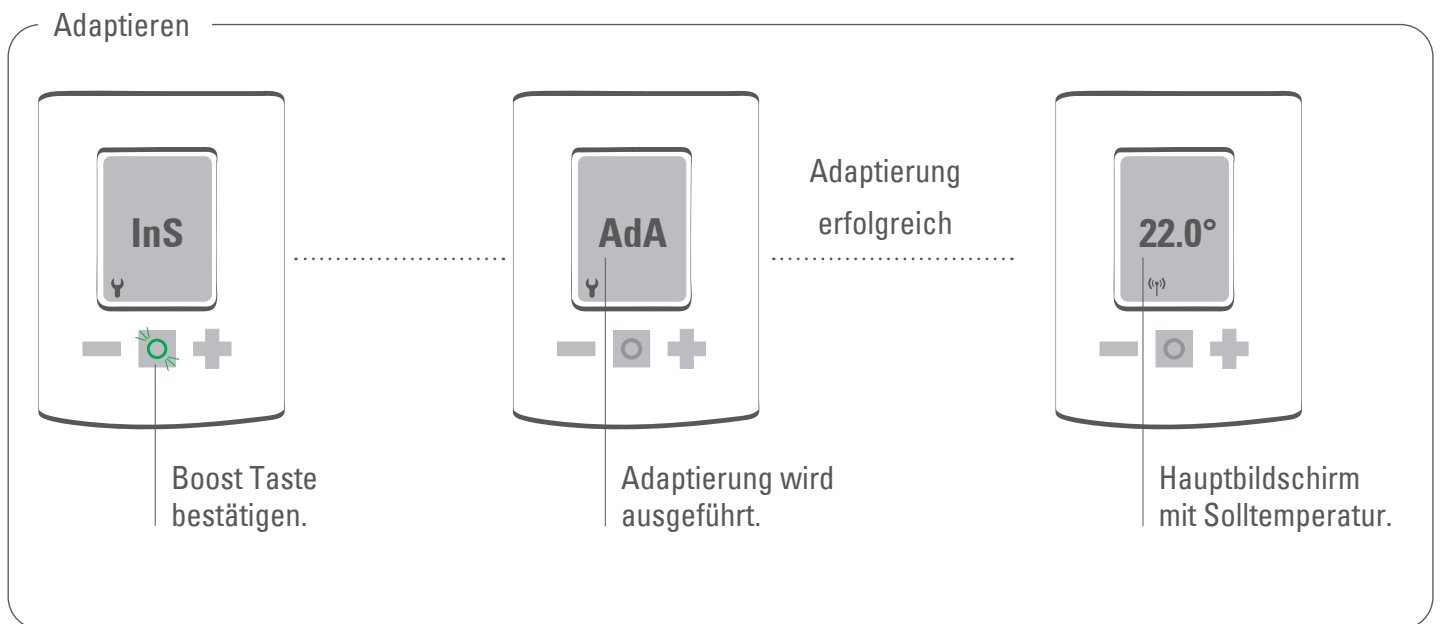 Adaptieren
InS
Boost Taste
bestätigen.
AdA
Adaptierung wird
ausgeführt.
Adaptierung
erfolgreich
22.0°
Hauptbildschirm
mit Solltemperatur.